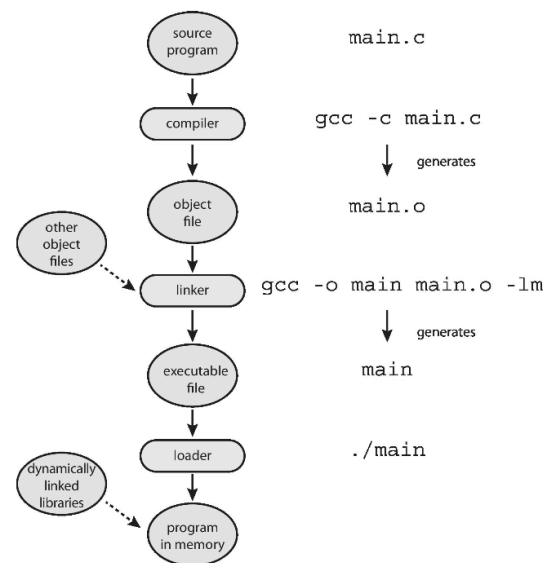 source
program
main.c
compiler
gcc -c main.c
generates
object
file
main.o
other
object
files
linker
gcc -o main main.o -lm
generates
executable
file
main
loader
./main
dynamically
linked
libraries
program
in memory